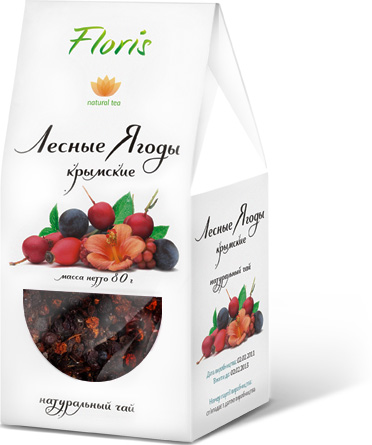 Floris
natural tea
Лесные Ягоды
крымские
масса нетто 80 г
натуральный чай
Лесные Ягоды
крымские
натуральный чай